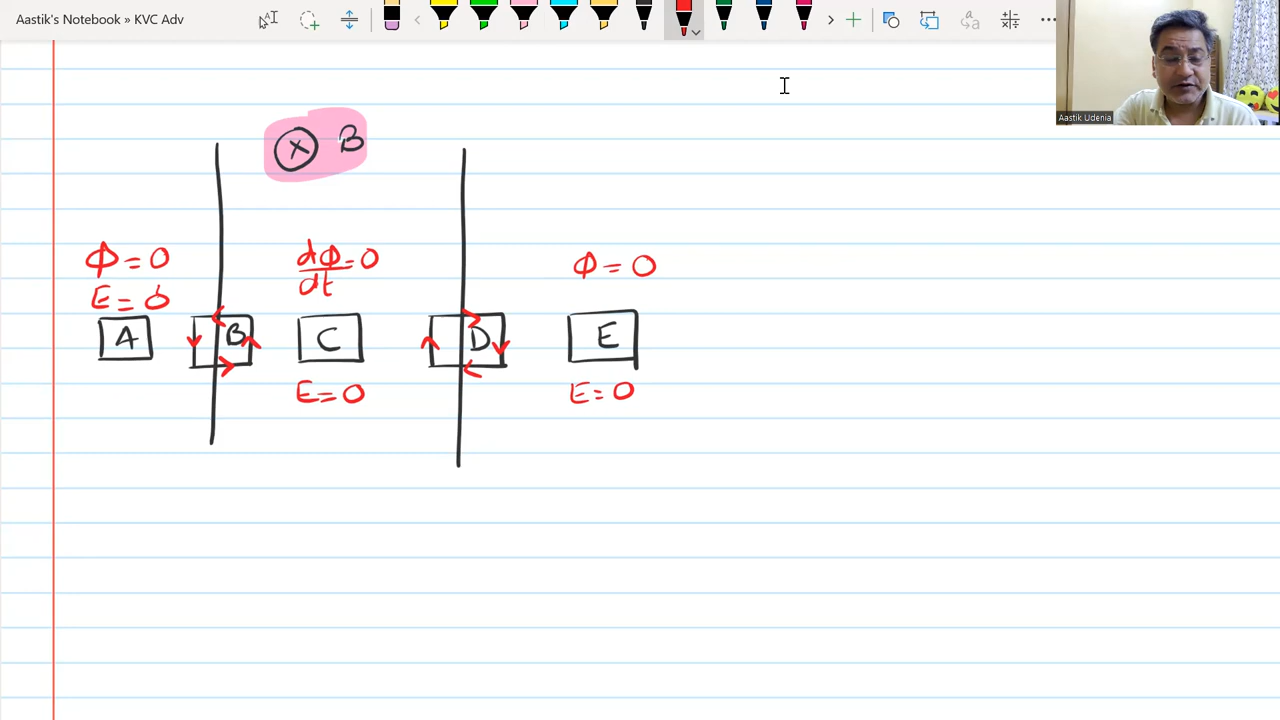 Aastik's Notebook » KVC Adv
Aastik Udenia
ⓧ B
Φ = 0
E = 0
dΦ/dt = 0
Φ = 0
A
B
C
D
E
E = 0
E = 0